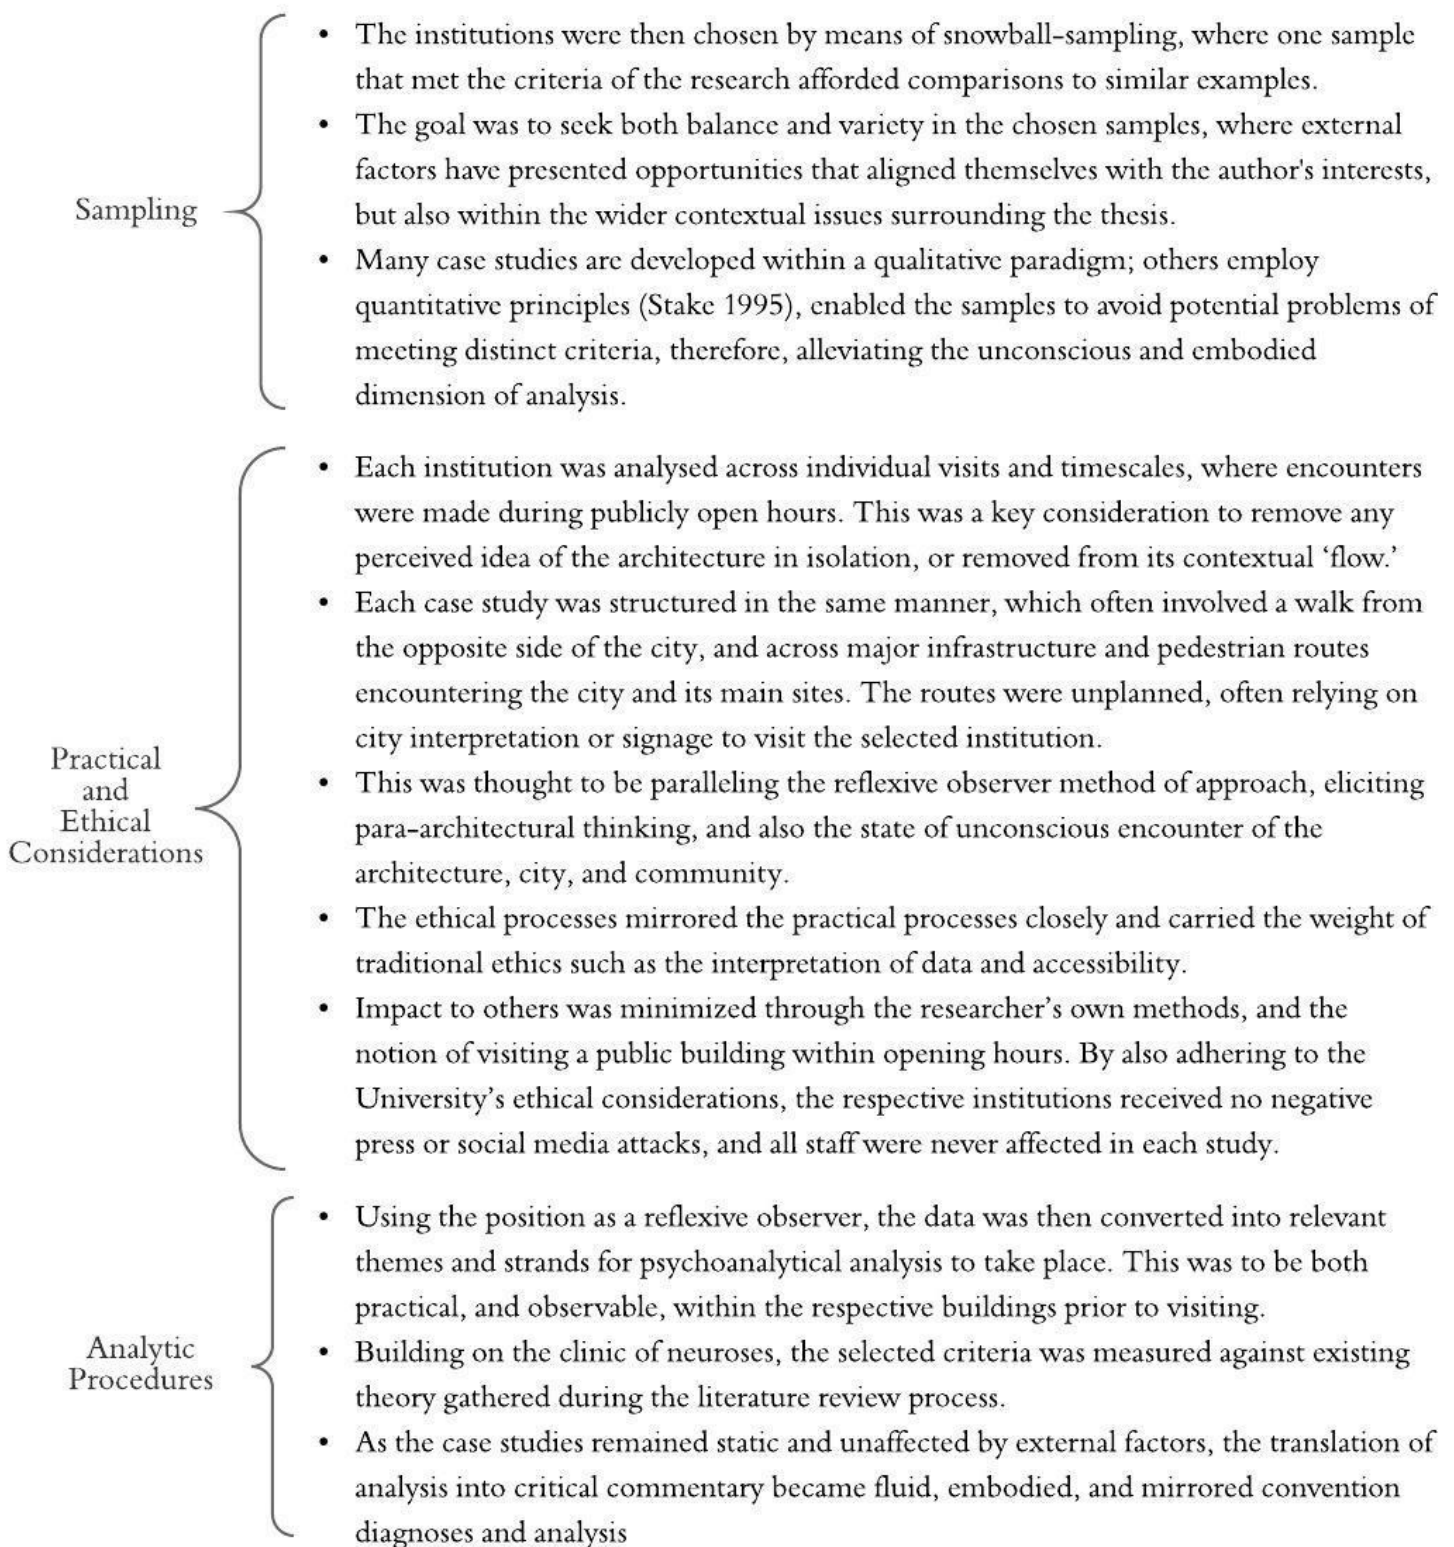 Sampling
• The institutions were then chosen by means of snowball-sampling, where one sample
that met the criteria of the research afforded comparisons to similar examples.
• The goal was to seek both balance and variety in the chosen samples, where external
factors have presented opportunities that aligned themselves with the author's interests,
but also within the wider contextual issues surrounding the thesis.
• Many case studies are developed within a qualitative paradigm; others employ
quantitative principles (Stake 1995), enabled the samples to avoid potential problems of
meeting distinct criteria, therefore, alleviating the unconscious and embodied
dimension of analysis.
Practical
and
Ethical
Considerations
• Each institution was analysed across individual visits and timescales, where encounters
were made during publicly open hours. This was a key consideration to remove any
perceived idea of the architecture in isolation, or removed from its contextual ‘flow.’
• Each case study was structured in the same manner, which often involved a walk from
the opposite side of the city, and across major infrastructure and pedestrian routes
encountering the city and its main sites. The routes were unplanned, often relying on
city interpretation or signage to visit the selected institution.
• This was thought to be paralleling the reflexive observer method of approach, eliciting
para-architectural thinking, and also the state of unconscious encounter of the
architecture, city, and community.
• The ethical processes mirrored the practical processes closely and carried the weight of
traditional ethics such as the interpretation of data and accessibility.
• Impact to others was minimized through the researcher’s own methods, and the
notion of visiting a public building within opening hours. By also adhering to the
University’s ethical considerations, the respective institutions received no negative
press or social media attacks, and all staff were never affected in each study.
Analytic
Procedures
• Using the position as a reflexive observer, the data was then converted into relevant
themes and strands for psychoanalytical analysis to take place. This was to be both
practical, and observable, within the respective buildings prior to visiting.
• Building on the clinic of neuroses, the selected criteria was measured against existing
theory gathered during the literature review process.
• As the case studies remained static and unaffected by external factors, the translation of
analysis into critical commentary became fluid, embodied, and mirrored convention
diagnoses and analysis